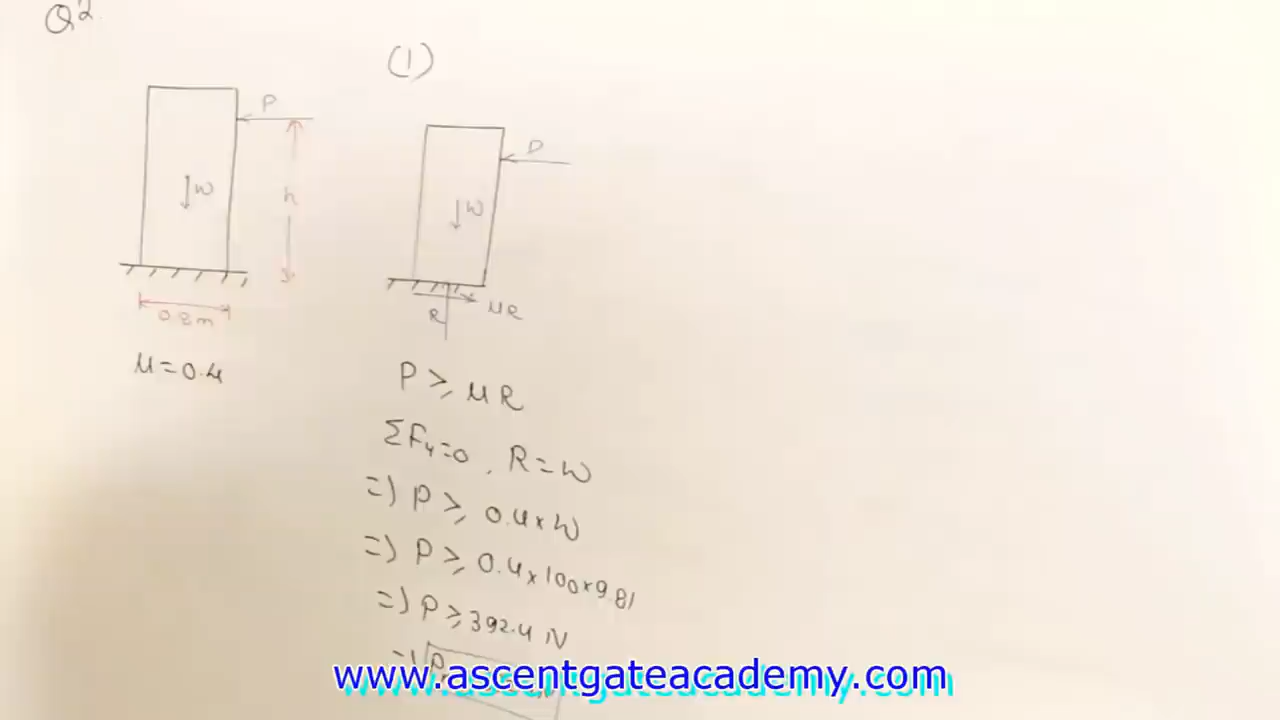 Q2.
(1)
P
W
h
0.8m
μ=0.4
P
W
R
μR
P ≥ μR
ΣFy=0, R=W
=) P ≥ 0.4×W
=) P ≥ 0.4×100×9.81
=) P ≥ 392.4 N
www.ascentgateacademy.com